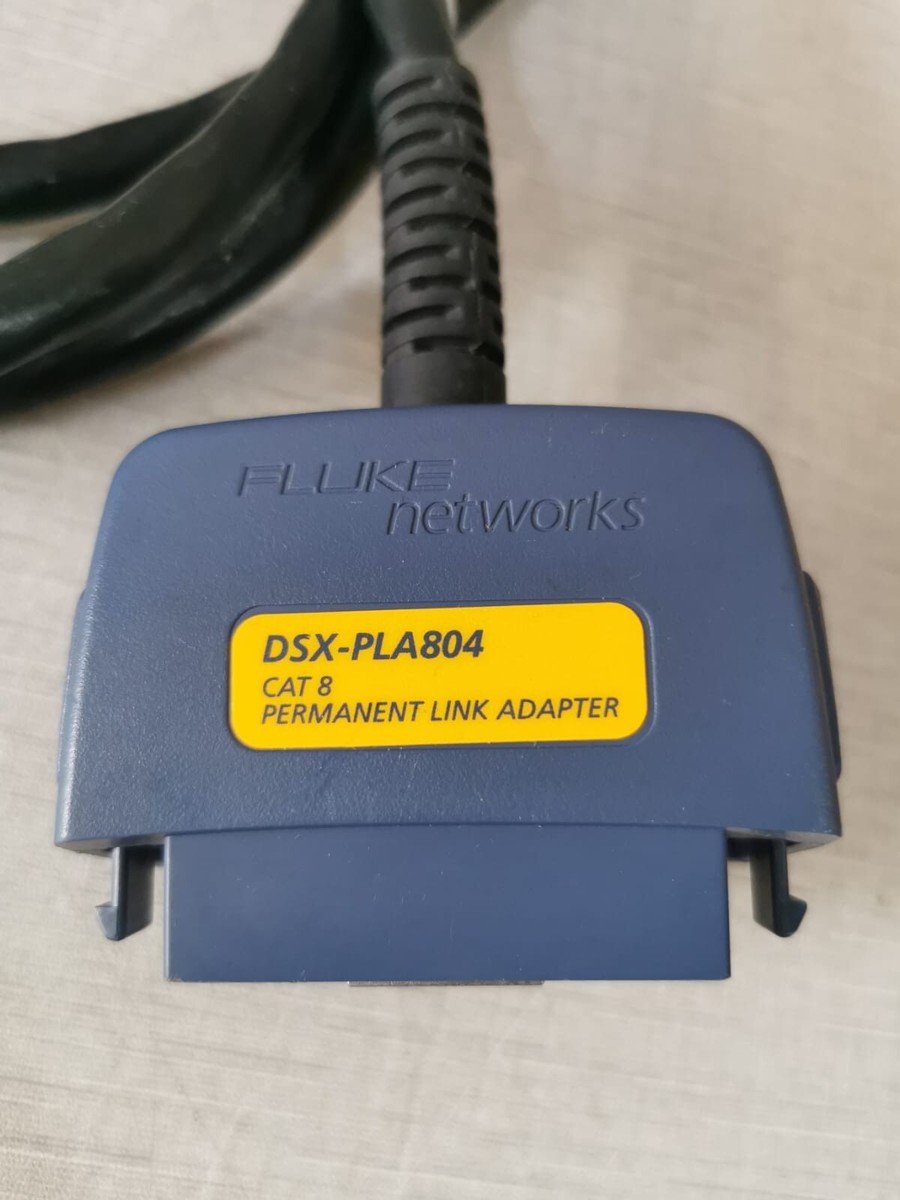 FLUKE
networks
DSX-PLA804
CAT 8
PERMANENT LINK ADAPTER